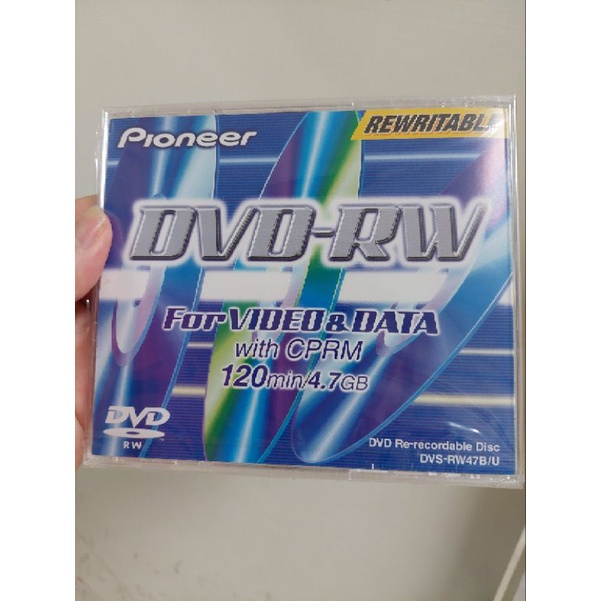 Pioneer
REWRITABLE
DVD-RW
For VIDEO & DATA
with CPRM
120min/4.7GB
DVD
RW
DVD Re-recordable Disc
DVS-RW47B/U